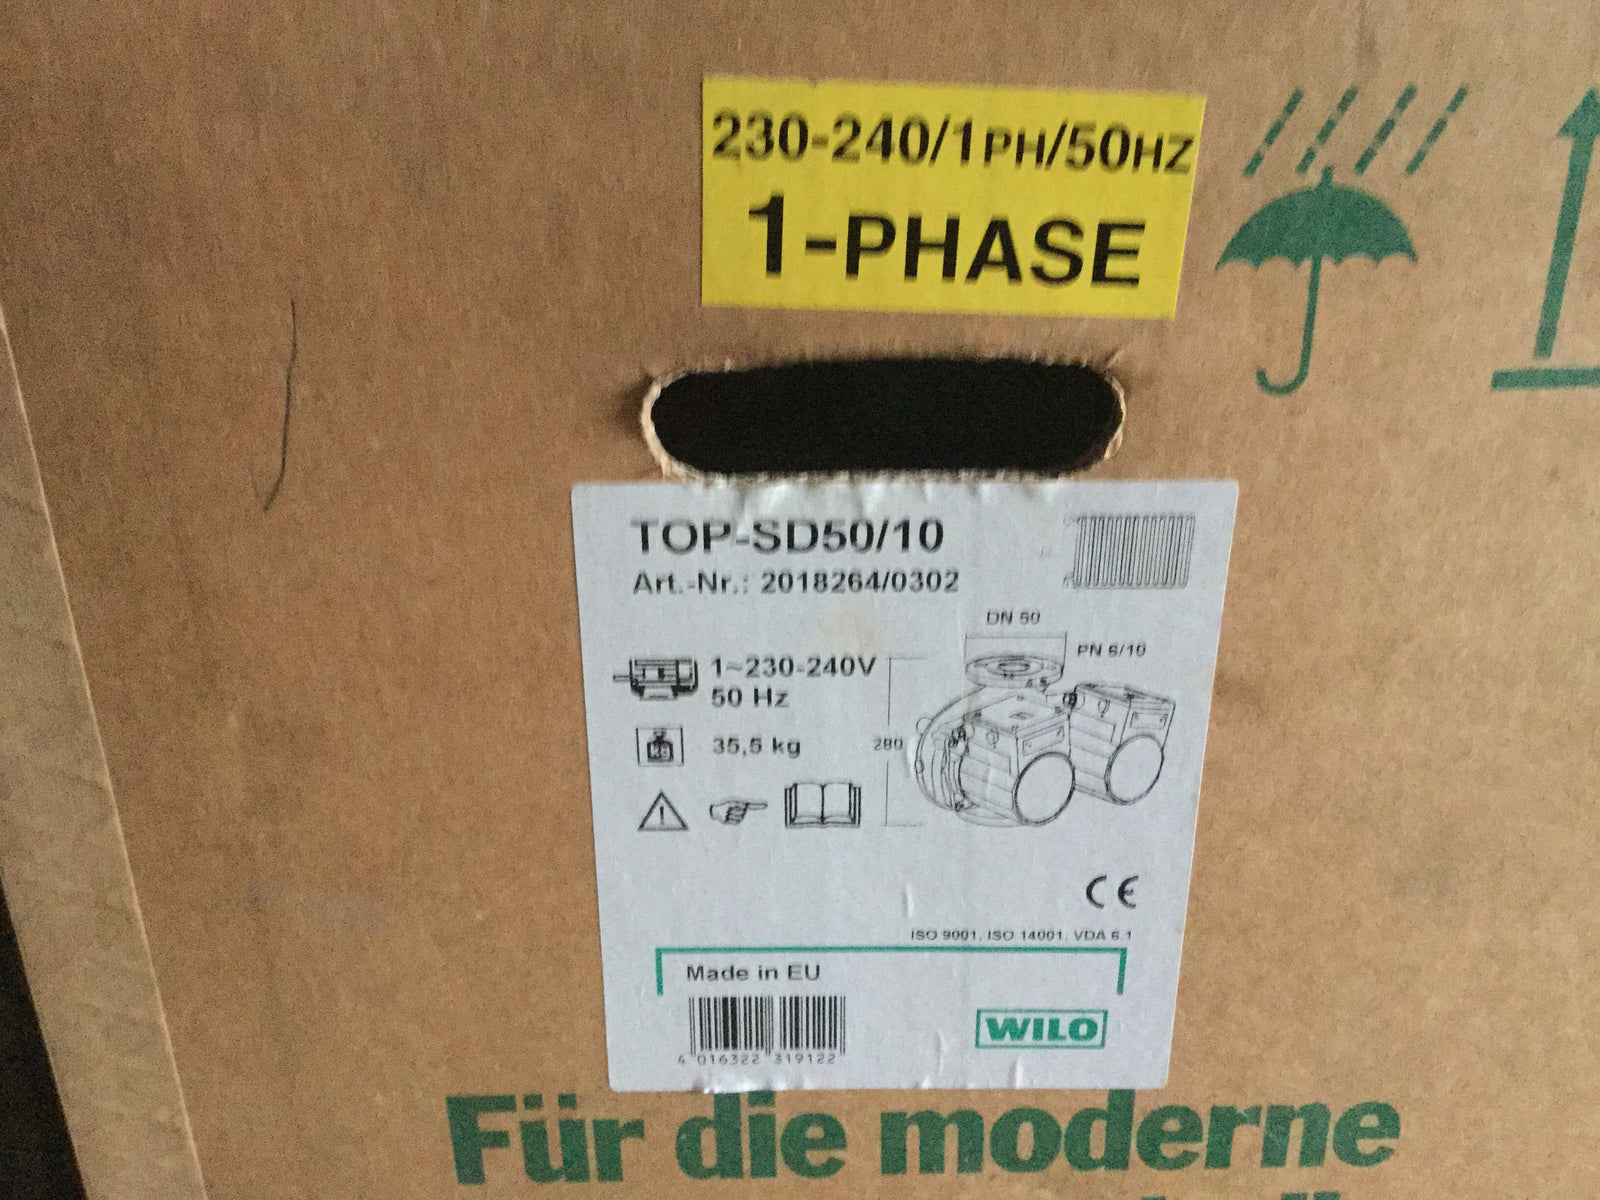 230-240/1PH/50HZ
1-PHASE
TOP-SD50/10
Art.-Nr.: 2018264/0302
DN 50
PN 6/10
1~230-240V
50 Hz
280
35,5 kg
CE
ISO 9001, ISO 14001, VDA 6.1
Made in EU
WILO
4 016322 319122
Für die moderne